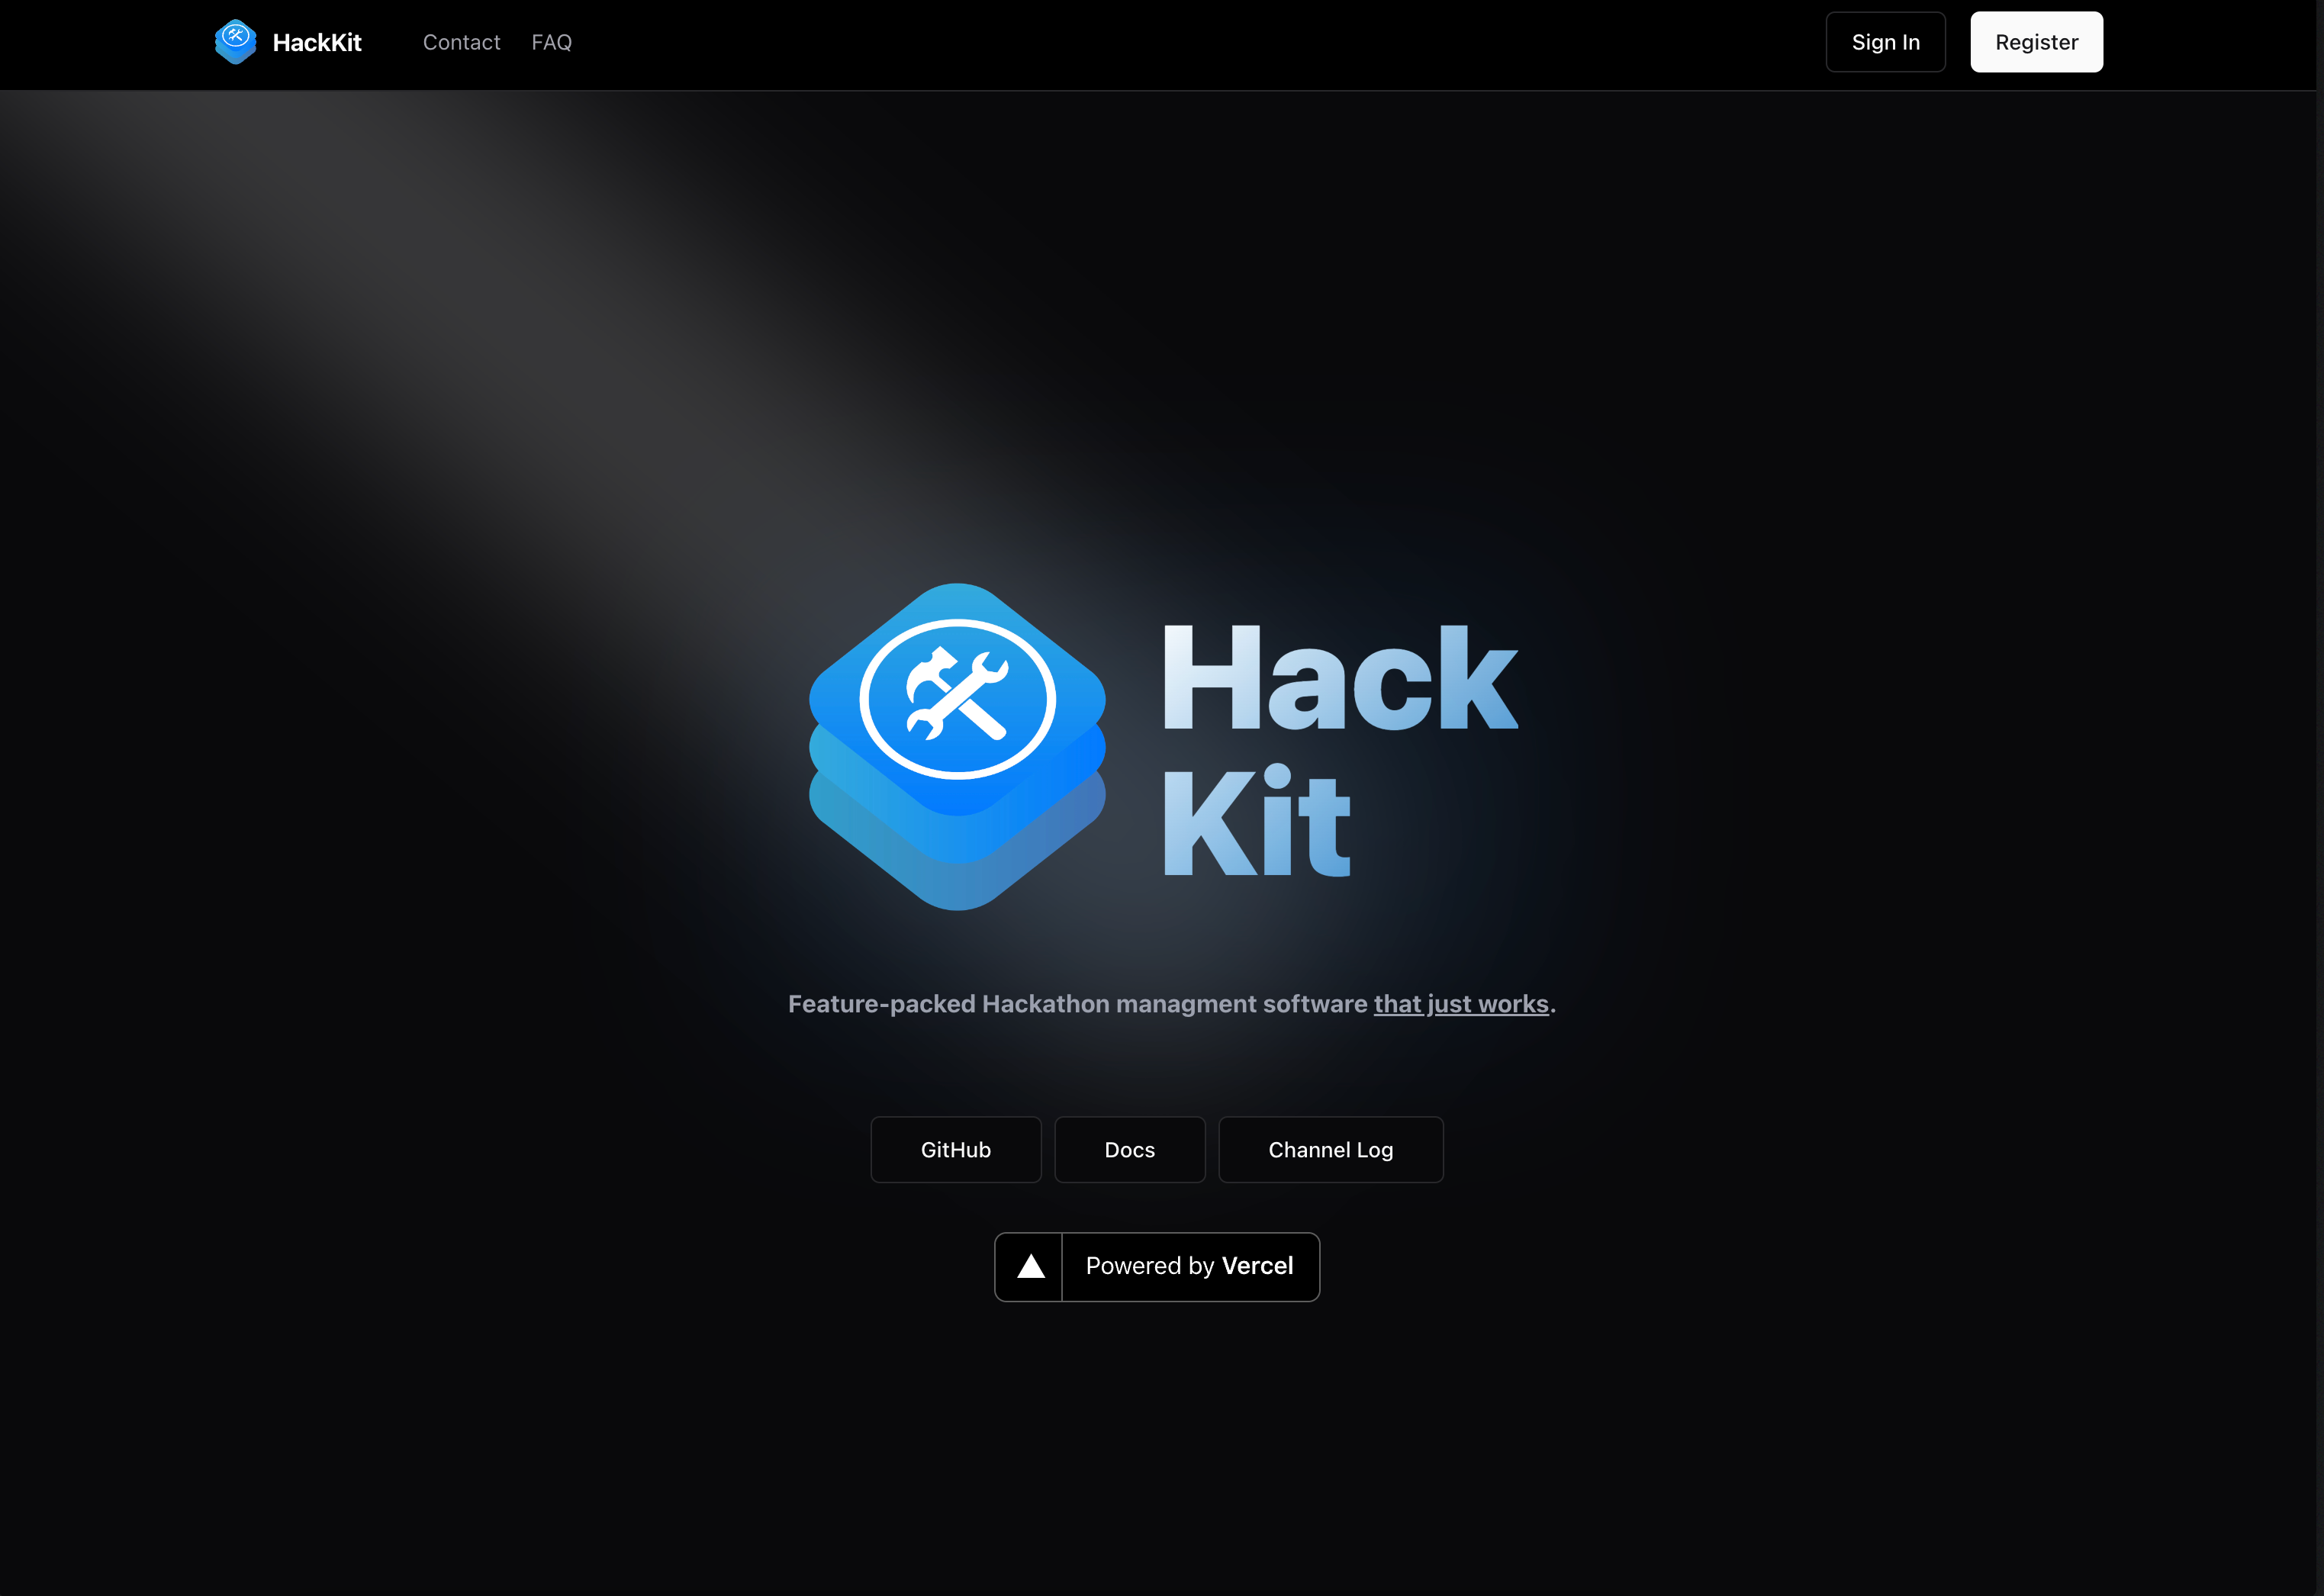 HackKit
Contact
FAQ
Sign In
Register
Hack
Kit
Feature-packed Hackathon managment software that just works.
GitHub
Docs
Channel Log
Powered by Vercel